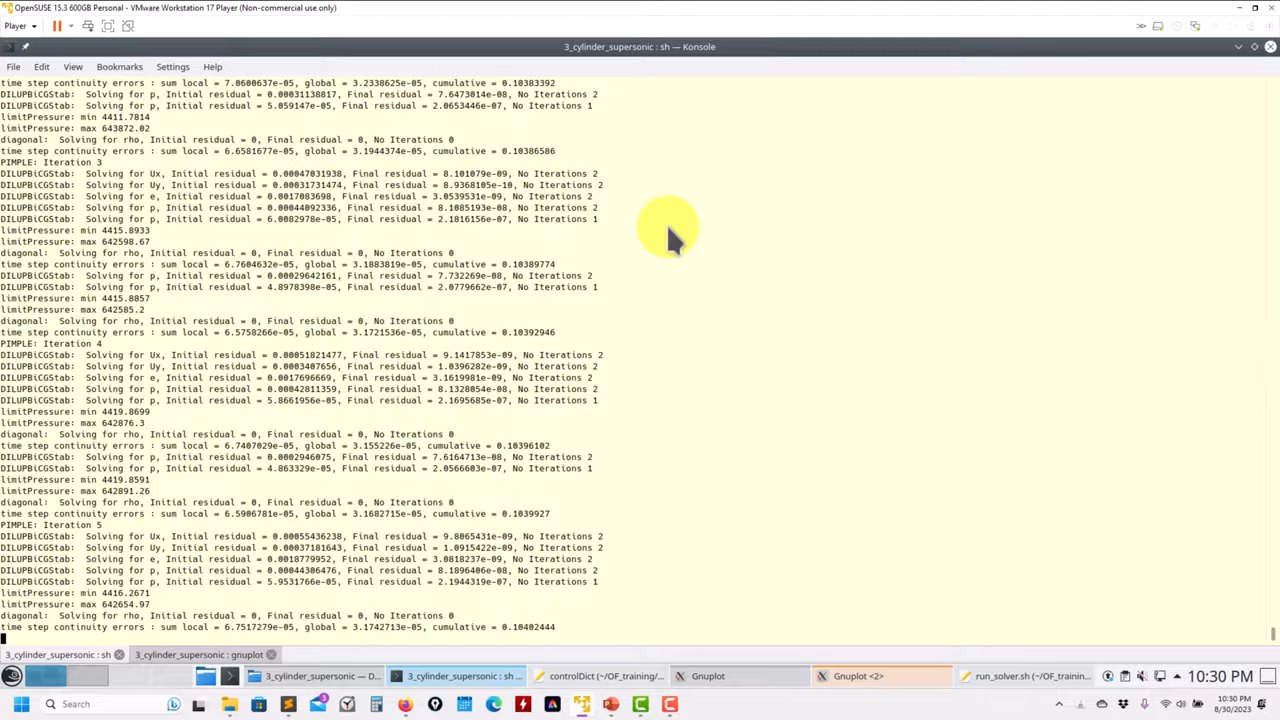 OpenSUSE 15.3 600GB Personal - VMware Workstation 17 Player (Non-commercial use only)
Player
3_cylinder_supersonic : sh — Konsole
File Edit View Bookmarks Settings Help
time step continuity errors : sum local = 7.0600637e-05, global = 3.2338625e-05, cumulative = 0.10383392
DILUPBiCGStab:  Solving for p, Initial residual = 0.00031138817, Final residual = 7.6473014e-08, No Iterations 2
DILUPBiCGStab:  Solving for p, Initial residual = 5.059147e-05, Final residual = 2.0653446e-07, No Iterations 1
limitPressure: min 4411.7814
limitPressure: max 643872.02
diagonal:  Solving for rho, Initial residual = 0, Final residual = 0, No Iterations 0
time step continuity errors : sum local = 6.6581677e-05, global = 3.1944374e-05, cumulative = 0.10386586
PIMPLE: Iteration 3
DILUPBiCGStab:  Solving for Ux, Initial residual = 0.00047031938, Final residual = 8.101079e-09, No Iterations 2
DILUPBiCGStab:  Solving for Uy, Initial residual = 0.00031731474, Final residual = 8.9368105e-10, No Iterations 2
DILUPBiCGStab:  Solving for e, Initial residual = 0.0017083698, Final residual = 3.0539531e-09, No Iterations 2
DILUPBiCGStab:  Solving for p, Initial residual = 0.00044092336, Final residual = 8.1085193e-08, No Iterations 2
DILUPBiCGStab:  Solving for p, Initial residual = 6.0082978e-05, Final residual = 2.1816156e-07, No Iterations 1
limitPressure: min 4415.8933
limitPressure: max 642598.67
diagonal:  Solving for rho, Initial residual = 0, Final residual = 0, No Iterations 0
time step continuity errors : sum local = 6.7604632e-05, global = 3.1883819e-05, cumulative = 0.10389774
DILUPBiCGStab:  Solving for p, Initial residual = 0.00029642161, Final residual = 7.732269e-08, No Iterations 2
DILUPBiCGStab:  Solving for p, Initial residual = 4.8978398e-05, Final residual = 2.0779662e-07, No Iterations 1
limitPressure: min 4415.8857
limitPressure: max 642585.2
diagonal:  Solving for rho, Initial residual = 0, Final residual = 0, No Iterations 0
time step continuity errors : sum local = 6.5758266e-05, global = 3.1721536e-05, cumulative = 0.10392946
PIMPLE: Iteration 4
DILUPBiCGStab:  Solving for Ux, Initial residual = 0.00051821477, Final residual = 9.1417853e-09, No Iterations 2
DILUPBiCGStab:  Solving for Uy, Initial residual = 0.0003407656, Final residual = 1.0396282e-09, No Iterations 2
DILUPBiCGStab:  Solving for e, Initial residual = 0.0017696669, Final residual = 3.1619981e-09, No Iterations 2
DILUPBiCGStab:  Solving for p, Initial residual = 0.00042811359, Final residual = 8.1328054e-08, No Iterations 2
DILUPBiCGStab:  Solving for p, Initial residual = 5.8661956e-05, Final residual = 2.1695685e-07, No Iterations 1
limitPressure: min 4419.8699
limitPressure: max 642876.3
diagonal:  Solving for rho, Initial residual = 0, Final residual = 0, No Iterations 0
time step continuity errors : sum local = 6.7407029e-05, global = 3.155226e-05, cumulative = 0.10396102
DILUPBiCGStab:  Solving for p, Initial residual = 0.0002946075, Final residual = 7.6164713e-08, No Iterations 2
DILUPBiCGStab:  Solving for p, Initial residual = 4.863329e-05, Final residual = 2.0566603e-07, No Iterations 1
limitPressure: min 4419.8591
limitPressure: max 642891.26
diagonal:  Solving for rho, Initial residual = 0, Final residual = 0, No Iterations 0
time step continuity errors : sum local = 6.5906781e-05, global = 3.1682715e-05, cumulative = 0.1039927
PIMPLE: Iteration 5
DILUPBiCGStab:  Solving for Ux, Initial residual = 0.00055436238, Final residual = 9.8065431e-09, No Iterations 2
DILUPBiCGStab:  Solving for Uy, Initial residual = 0.00037181643, Final residual = 1.0915422e-09, No Iterations 2
DILUPBiCGStab:  Solving for e, Initial residual = 0.0018779952, Final residual = 3.0818237e-09, No Iterations 2
DILUPBiCGStab:  Solving for p, Initial residual = 0.00044306476, Final residual = 8.1896406e-08, No Iterations 2
DILUPBiCGStab:  Solving for p, Initial residual = 5.9531766e-05, Final residual = 2.1944319e-07, No Iterations 1
limitPressure: min 4416.2671
limitPressure: max 642654.97
diagonal:  Solving for rho, Initial residual = 0, Final residual = 0, No Iterations 0
time step continuity errors : sum local = 6.7517279e-05, global = 3.1742713e-05, cumulative = 0.10402444
3_cylinder_supersonic : sh 3_cylinder_supersonic : gnuplot
3_cylinder_supersonic — D... 3_cylinder_supersonic : sh ... controlDict (~/OF_training/... Gnuplot Gnuplot <2> run_solver.sh (~/OF_trainin... 10:30 PM
Search 3 10:30 PM
8/30/2023